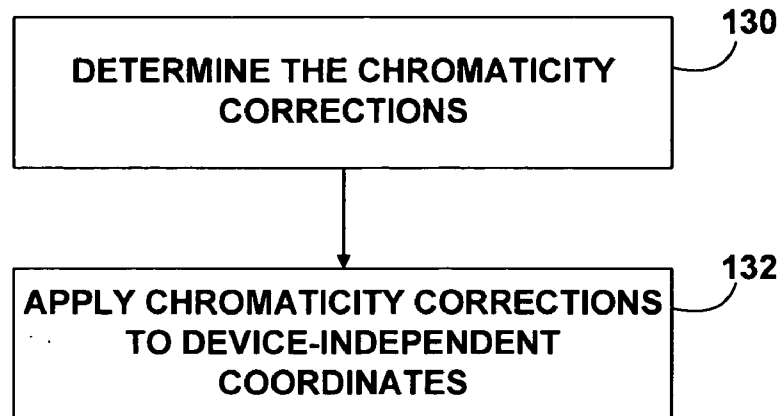 130
DETERMINE THE CHROMATICITY
CORRECTIONS
132
APPLY CHROMATICITY CORRECTIONS
TO DEVICE-INDEPENDENT
COORDINATES